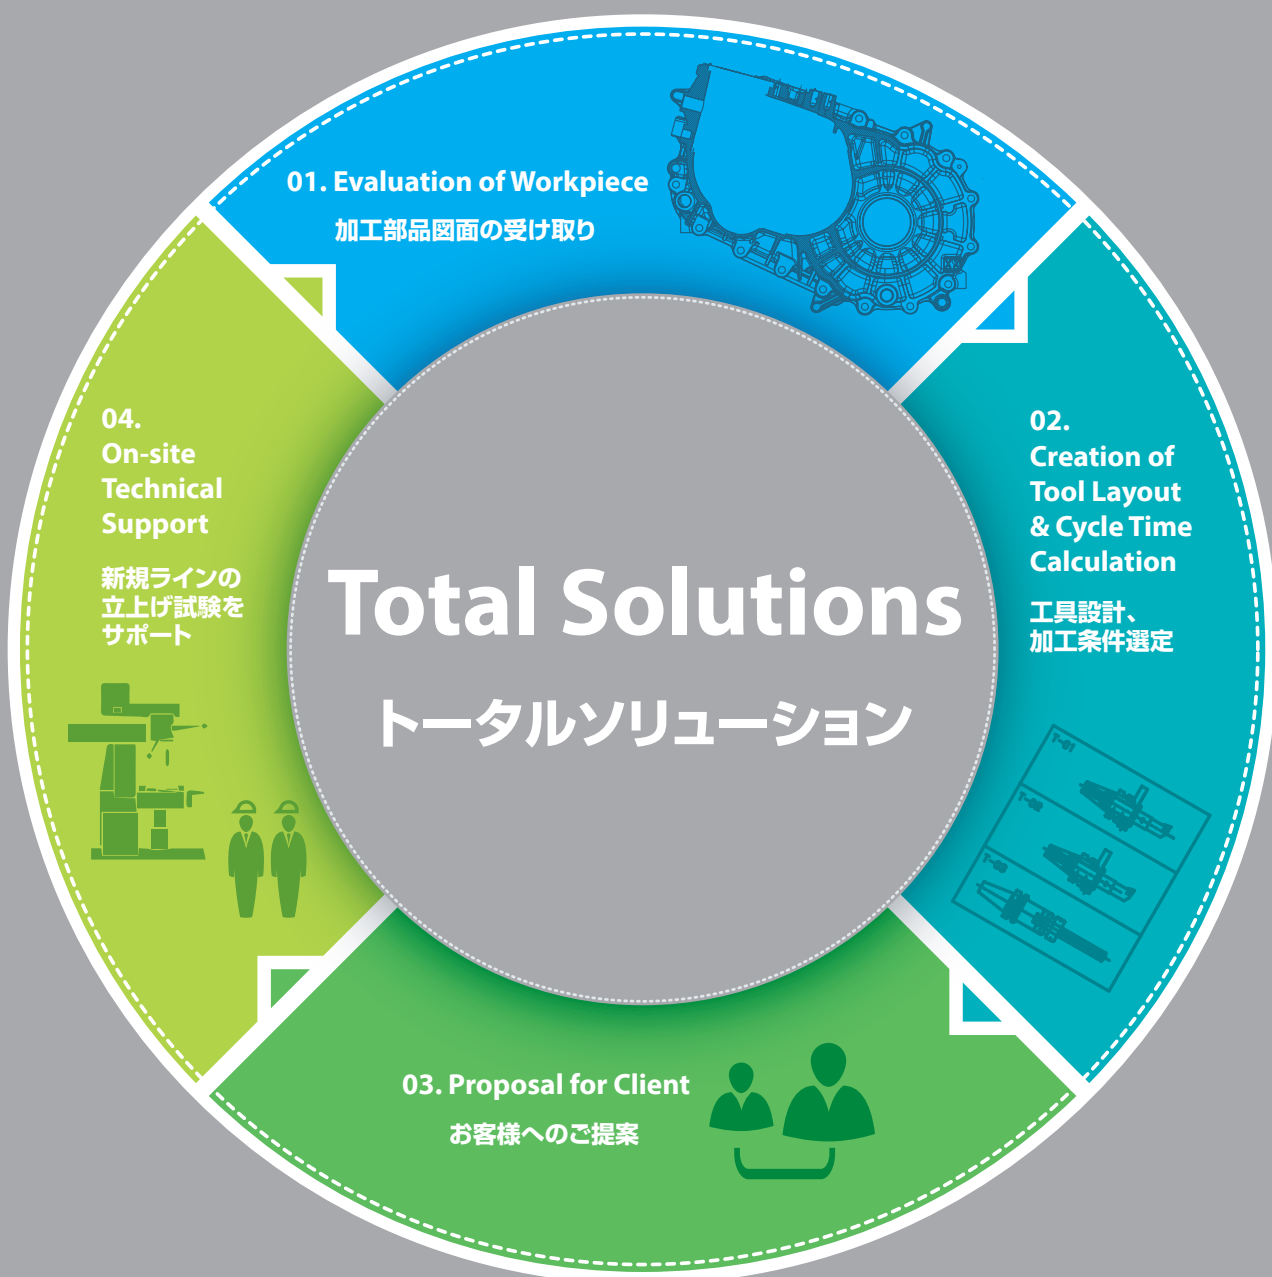 01. Evaluation of Workpiece
加工部品図面の受け取り
02.
Creation of
Tool Layout
& Cycle Time
Calculation
工具設計、
加工条件選定
T-01
T-02
T-03
03. Proposal for Client
お客様へのご提案
04.
On-site
Technical
Support
新規ラインの
立上げ試験を
サポート
Total Solutions
トータルソリューション